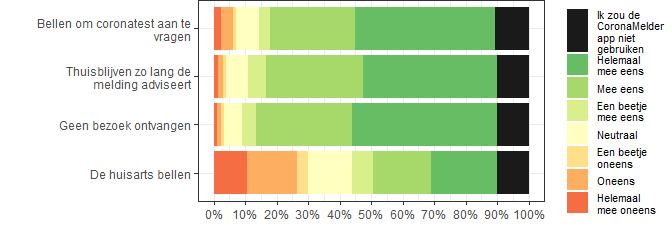 Bellen om coronatest aan te
vragen
Thuisblijven zo lang de
melding adviseert
Geen bezoek ontvangen
De huisarts bellen
0% 10% 20% 30% 40% 50% 60% 70% 80% 90% 100%
Ik zou de
CoronaMelder
app niet
gebruiken
Helemaal
mee eens
Mee eens
Een beetje
mee eens
Neutraal
Een beetje
oneens
Oneens
Helemaal
mee oneens